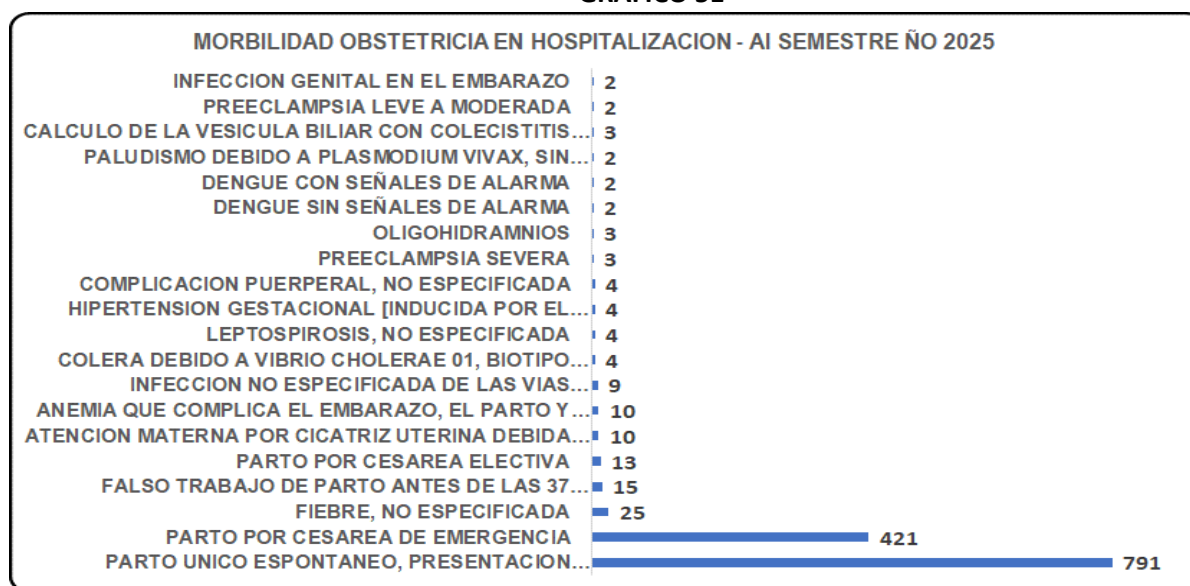 GRAFICO 31
MORBILIDAD OBSTETRICIA EN HOSPITALIZACION - AI SEMESTRE ÑO 2025
INFECCION GENITAL EN EL EMBARAZO 2
PREECLAMPSIA LEVE A MODERADA 2
CALCULO DE LA VESICULA BILIAR CON COLECISTITIS... 3
PALUDISMO DEBIDO A PLASMODIUM VIVAX, SIN... 2
DENGUE CON SEÑALES DE ALARMA 2
DENGUE SIN SEÑALES DE ALARMA 2
OLIGOHIDRAMNIOS 3
PREECLAMPSIA SEVERA 3
COMPLICACION PUERPERAL, NO ESPECIFICADA 4
HIPERTENSION GESTACIONAL [INDUCIDA POR EL... 4
LEPTOSPIROSIS, NO ESPECIFICADA 4
COLERA DEBIDO A VIBRIO CHOLERAE 01, BIOTIPO... 4
INFECCION NO ESPECIFICADA DE LAS VIAS... 9
ANEMIA QUE COMPLICA EL EMBARAZO, EL PARTO Y... 10
ATENCION MATERNA POR CICATRIZ UTERINA DEBIDA... 10
PARTO POR CESAREA ELECTIVA 13
FALSO TRABAJO DE PARTO ANTES DE LAS 37... 15
FIEBRE, NO ESPECIFICADA 25
PARTO POR CESAREA DE EMERGENCIA 421
PARTO UNICO ESPONTANEO, PRESENTACION... 791